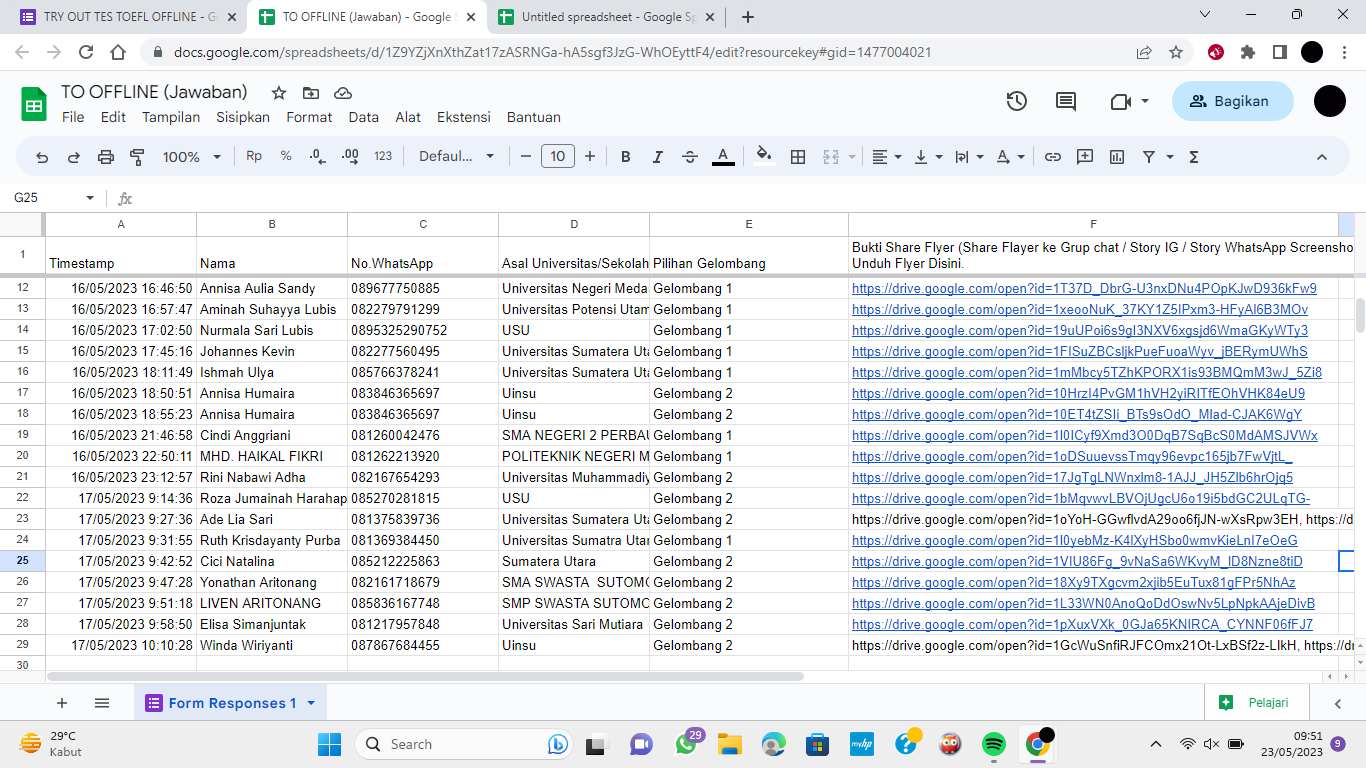 TRY OUT TES TOEFL OFFLINE - G
TO OFFLINE (Jawaban) - Google S
Untitled spreadsheet - Google Sp
docs.google.com/spreadsheets/d/1Z9YZjXnXthZat17zASRNGa-hA5sgf3JzG-WhOEyttF4/edit?resourcekey#gid=1477004021
TO OFFLINE (Jawaban)
File Edit Tampilan Sisipkan Format Data Alat Ekstensi Bantuan
Bagikan
100% Rp % .0 .00 123 Defaul... 10 B I A
G25 fx
A B C D E F
1 Timestamp Nama No.WhatsApp Asal Universitas/Sekolah Pilihan Gelombang Bukti Share Flyer (Share Flayer ke Grup chat / Story IG / Story WhatsApp Screensho
Unduh Flyer Disini.
12 16/05/2023 16:46:50 Annisa Aulia Sandy 089677750885 Universitas Negeri Meda Gelombang 1 https://drive.google.com/open?id=1T37D_DbrG-U3nxDNu4POpKJwD936kFw9
13 16/05/2023 16:57:47 Aminah Suhayya Lubis 082279791299 Universitas Potensi Utam Gelombang 1 https://drive.google.com/open?id=1xeooNuK_37KY1Z5IPxm3-HFyAl6B3MOv
14 16/05/2023 17:02:50 Nurmala Sari Lubis 0895325290752 USU Gelombang 1 https://drive.google.com/open?id=19uUPoi6s9gI3NXV6xgsjd6WmaGKyWTy3
15 16/05/2023 17:45:16 Johannes Kevin 082277560495 Universitas Sumatera Uta Gelombang 1 https://drive.google.com/open?id=1FISuZBCsljkPueFuoaWyv_jBERymUWhS
16 16/05/2023 18:11:49 Ishmah Ulya 085766378241 Universitas Sumatera Uta Gelombang 1 https://drive.google.com/open?id=1mMbcy5TZhKPORX1is93BMQmM3wJ_5Zi8
17 16/05/2023 18:50:51 Annisa Humaira 083846365697 Uinsu Gelombang 2 https://drive.google.com/open?id=10HrzI4PvGM1hVH2yiRITfEOhVHK84eU9
18 16/05/2023 18:55:23 Annisa Humaira 083846365697 Uinsu Gelombang 2 https://drive.google.com/open?id=10ET4tZSIi_BTs9sOdO_Mlad-CJAK6WgY
19 16/05/2023 21:46:58 Cindi Anggriani 081260042476 SMA NEGERI 2 PERBAU Gelombang 1 https://drive.google.com/open?id=1I0ICyf9Xmd3O0DqB7SqBcS0MdAMSJVWx
20 16/05/2023 22:50:11 MHD. HAIKAL FIKRI 081262213920 POLITEKNIK NEGERI M Gelombang 1 https://drive.google.com/open?id=1oDSuuevssTmqy96evpc165jb7FwVjtL_
21 16/05/2023 23:12:57 Rini Nabawi Adha 082167654293 Universitas Muhammadiy Gelombang 2 https://drive.google.com/open?id=17JgTgLNWnxlm8-1AJJ_JH5ZIb6hrOjq5
22 17/05/2023 9:14:36 Roza Jumainah Harahap 085270281815 USU Gelombang 2 https://drive.google.com/open?id=1bMqvwvLBVOjUgcU6o19i5bdGC2ULqTG-
23 17/05/2023 9:27:36 Ade Lia Sari 081375839736 Universitas Sumatera Uta Gelombang 2 https://drive.google.com/open?id=1oYoH-GGwflvdA29oo6fjJN-wXsRpw3EH, https://d
24 17/05/2023 9:31:55 Ruth Krisdayanty Purba 081369384450 Universitas Sumatra Utar Gelombang 1 https://drive.google.com/open?id=1I0yebMz-K4lXyHSbo0wmvKieLnI7eOeG
25 17/05/2023 9:42:52 Cici Natalina 085212225863 Sumatera Utara Gelombang 2 https://drive.google.com/open?id=1VIU86Fg_9vNaSa6WKvyM_ID8Nzne8tiD
26 17/05/2023 9:47:28 Yonathan Aritonang 082161718679 SMA SWASTA SUTOMO Gelombang 2 https://drive.google.com/open?id=18Xy9TXgcvm2xjib5EuTux81gFPr5NhAz
27 17/05/2023 9:51:18 LIVEN ARITONANG 085836167748 SMP SWASTA SUTOMO Gelombang 2 https://drive.google.com/open?id=1L33WN0AnoQoDdOswNv5LpNpkAAjeDivB
28 17/05/2023 9:58:50 Elisa Simanjuntak 081217957848 Universitas Sari Mutiara Gelombang 2 https://drive.google.com/open?id=1pXuxVXk_0GJa65KNIRCA_CYNNF06fFJ7
29 17/05/2023 10:10:28 Winda Wiriyanti 087867684455 Uinsu Gelombang 2 https://drive.google.com/open?id=1GcWuSnfiRJFCOmx21Ot-LxBSf2z-LIkH, https://dr
30
Form Responses 1
Pelajari
29°C
Kabut
Search
29
myhp
09:51
23/05/2023
9